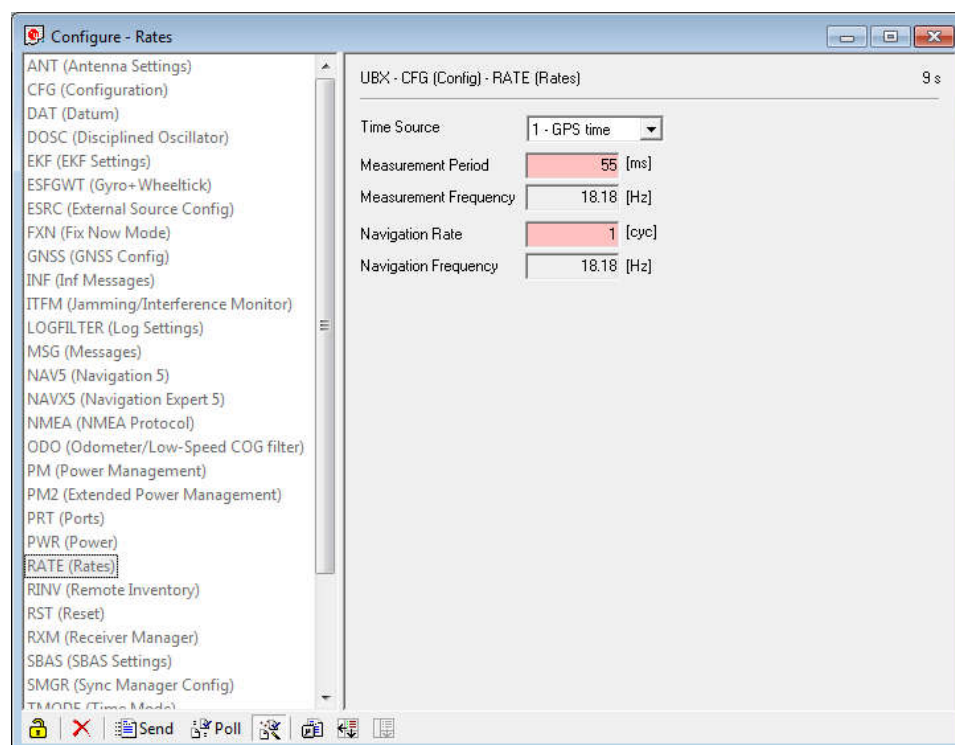 Configure - Rates
ANT (Antenna Settings)
CFG (Configuration)
DAT (Datum)
DOSC (Disciplined Oscillator)
EKF (EKF Settings)
ESFGWT (Gyro+Wheeltick)
ESRC (External Source Config)
FXN (Fix Now Mode)
GNSS (GNSS Config)
INF (Inf Messages)
ITFM (Jamming/Interference Monitor)
LOGFILTER (Log Settings)
MSG (Messages)
NAV5 (Navigation 5)
NAVX5 (Navigation Expert 5)
NMEA (NMEA Protocol)
ODO (Odometer/Low-Speed COG filter)
PM (Power Management)
PM2 (Extended Power Management)
PRT (Ports)
PWR (Power)
RATE (Rates)
RINV (Remote Inventory)
RST (Reset)
RXM (Receiver Manager)
SBAS (SBAS Settings)
SMGR (Sync Manager Config)
TMODE (Time Mode)
UBX - CFG (Config) - RATE (Rates) 9 s
Time Source 1 - GPS time
Measurement Period 55 [ms]
Measurement Frequency 18.18 [Hz]
Navigation Rate 1 [cyc]
Navigation Frequency 18.18 [Hz]
Send Poll